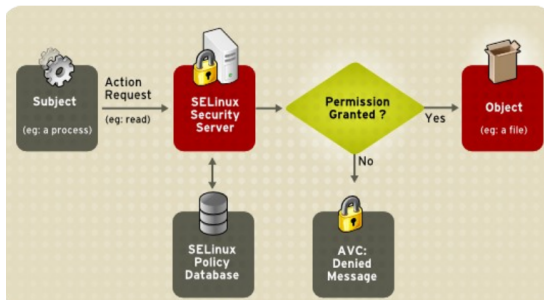 Subject
(eg: a process)
Action
Request
(eg: read)
SELinux
Security
Server
Permission
Granted ?
Yes
Object
(eg: a file)
No
SELinux
Policy
Database
AVC:
Denied
Message